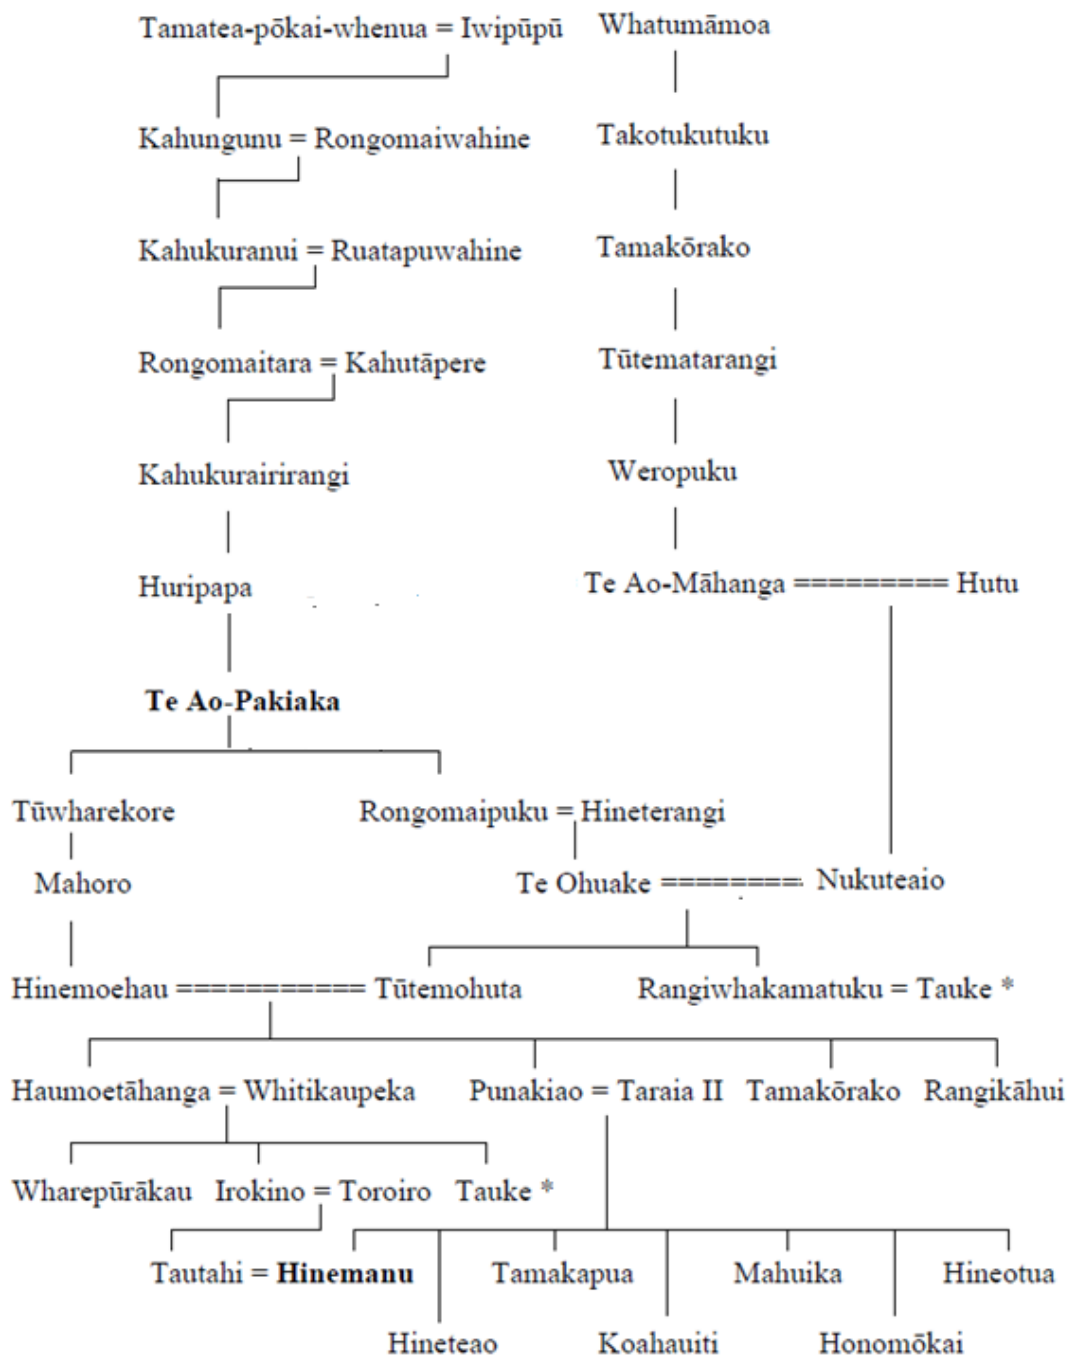 Tamatea-pōkai-whenua = Iwipūpū Whatumāmoa
Kahungunu = Rongomaiwahine Takotukutuku
Kahukuranui = Ruatapuwahine Tamakōrako
Rongomaitara = Kahutāpere Tūtematarangi
Kahukurairirangi Weropuku
Huripapa Te Ao-Māhanga ========= Hutu
Te Ao-Pakiaka
Tūwharekore Rongomaipuku = Hineterangi
Mahoro Te Ohuake ======== Nukuteaio
Hinemoehau =========== Tūtemohuta Rangiwhakamatuku = Tauke *
Haumoetāhanga = Whitikaupeka Punakiao = Taraia II Tamakōrako Rangikāhui
Wharepūrākau Irokino = Toroiro Tauke *
Tautahi = Hinemanu Tamakapua Mahuika Hineotua
Hineteao Koahauiti Honomōkai